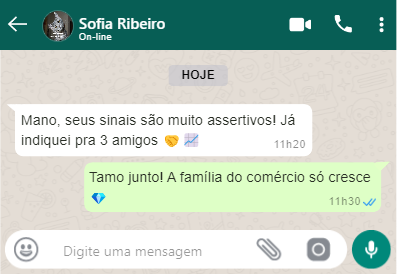 Sofia Ribeiro
On-line
HOJE
Mano, seus sinais são muito assertivos! Já
indiquei pra 3 amigos 🤝 📈
11h20
Tamo junto! A família do comércio só cresce
💎
11h30
Digite uma mensagem